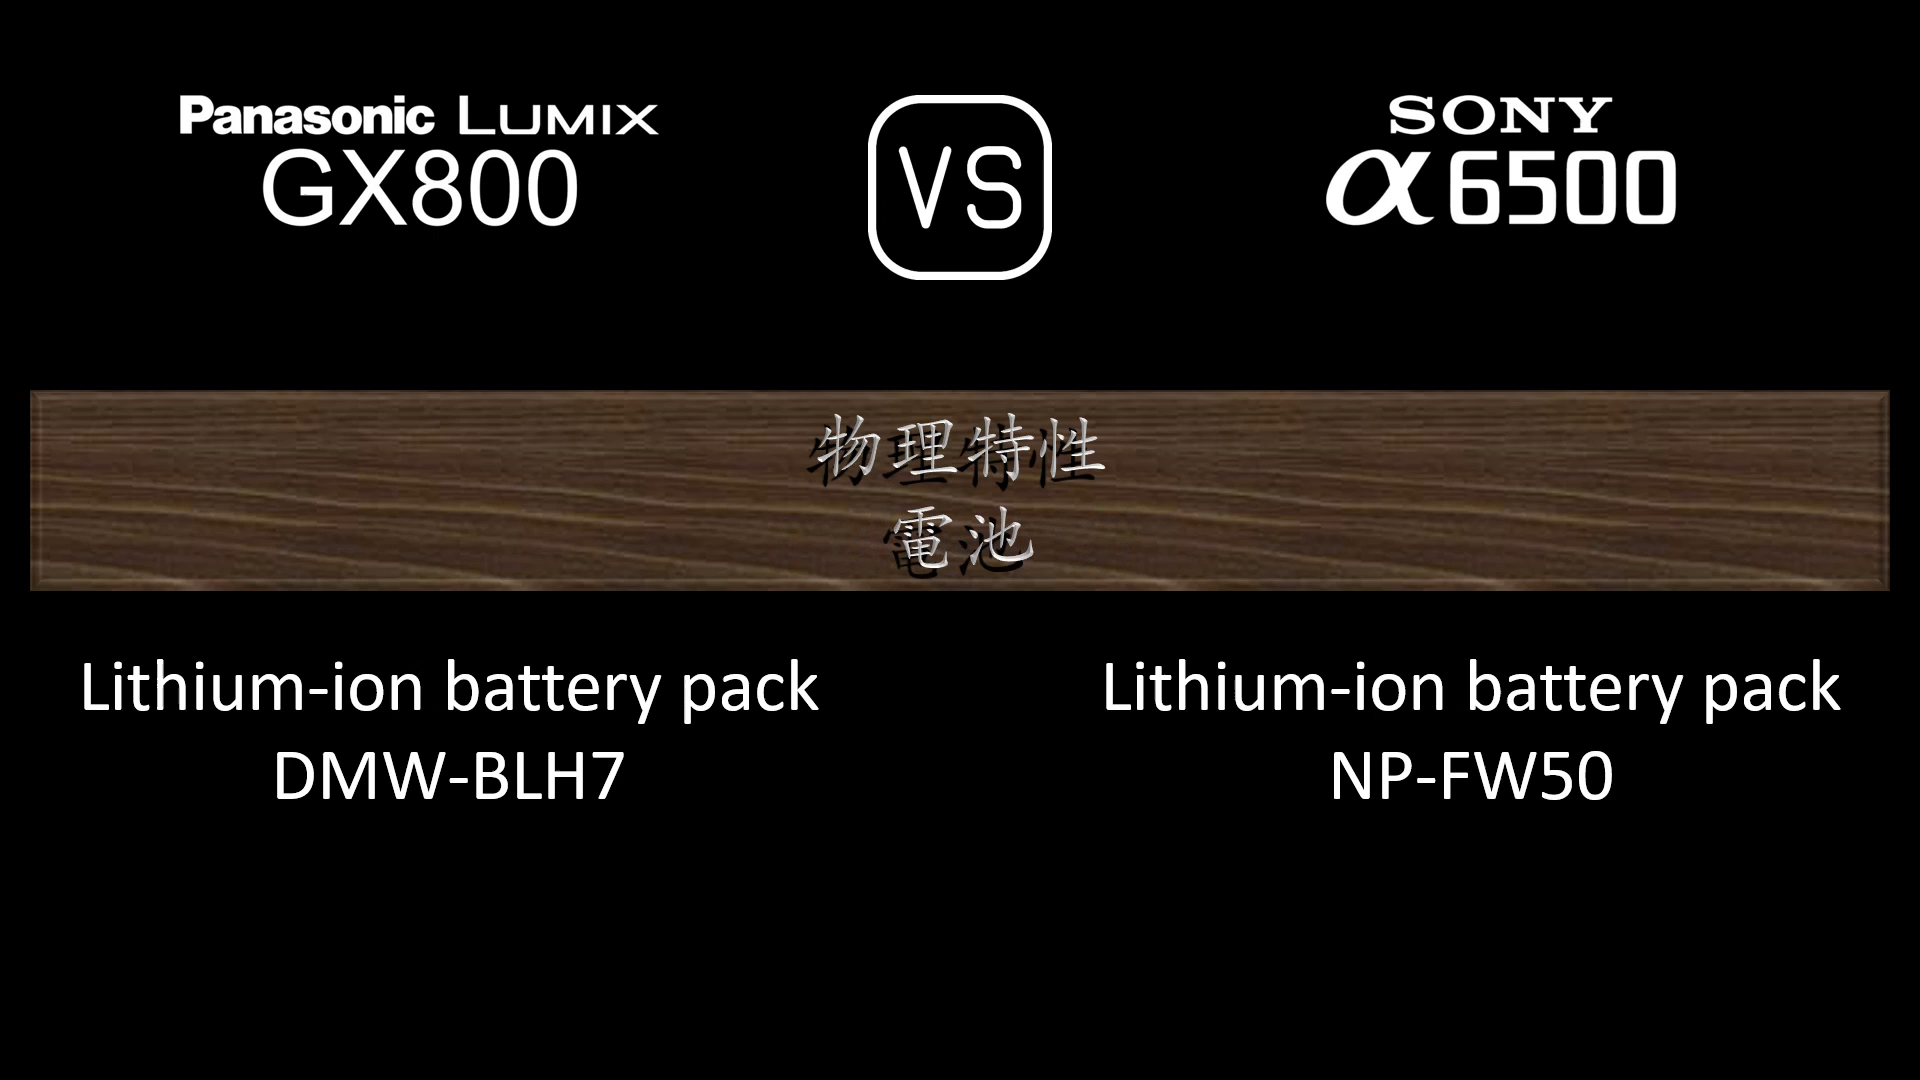 Panasonic LUMIX
GX800
VS
SONY
α6500
物理特性
電池
Lithium-ion battery pack
DMW-BLH7
Lithium-ion battery pack
NP-FW50